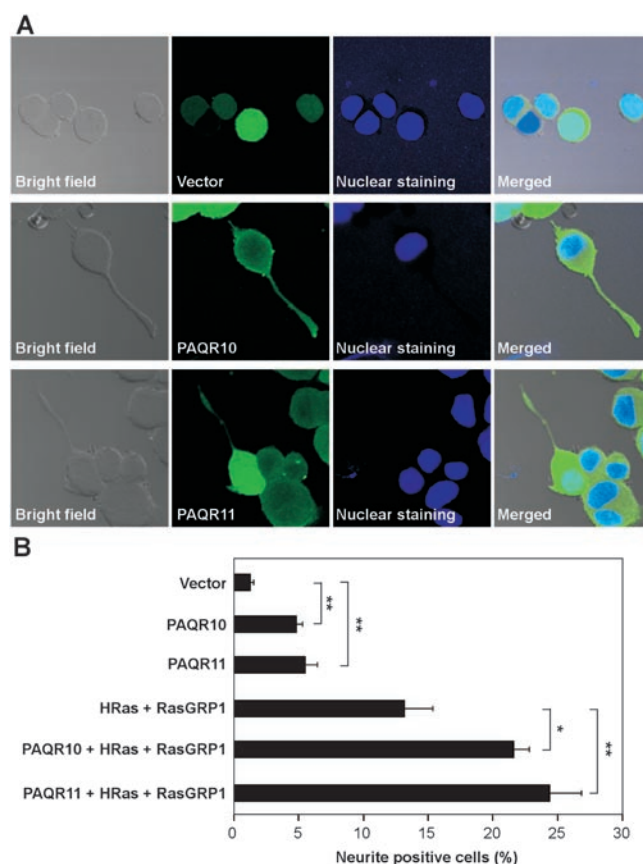 A
Bright field Vector Nuclear staining Merged
Bright field PAQR10 Nuclear staining Merged
Bright field PAQR11 Nuclear staining Merged
B
Vector
PAQR10
**
**
PAQR11
HRas + RasGRP1
PAQR10 + HRas + RasGRP1
*
**
PAQR11 + HRas + RasGRP1
0 5 10 15 20 25 30
Neurite positive cells (%)